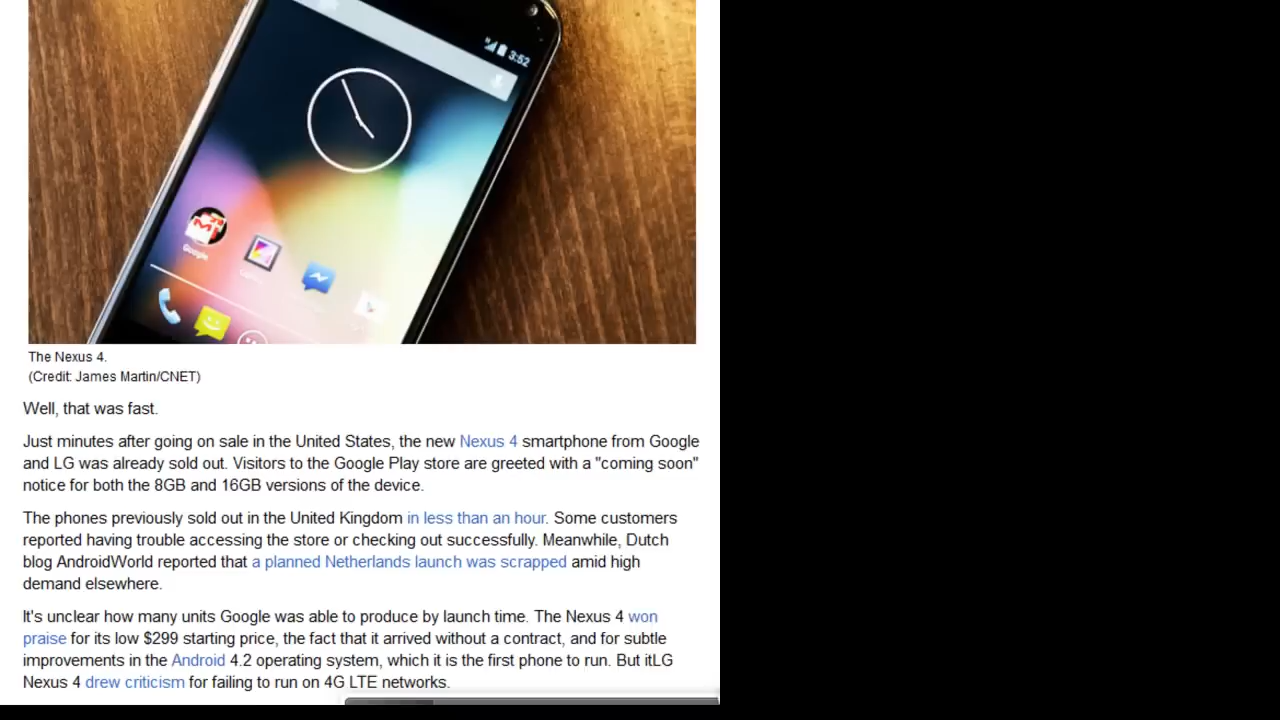 3:52
Google
The Nexus 4.
(Credit: James Martin/CNET)
Well, that was fast.
Just minutes after going on sale in the United States, the new Nexus 4 smartphone from Google
and LG was already sold out. Visitors to the Google Play store are greeted with a "coming soon"
notice for both the 8GB and 16GB versions of the device.
The phones previously sold out in the United Kingdom in less than an hour. Some customers
reported having trouble accessing the store or checking out successfully. Meanwhile, Dutch
blog AndroidWorld reported that a planned Netherlands launch was scrapped amid high
demand elsewhere.
It's unclear how many units Google was able to produce by launch time. The Nexus 4 won
praise for its low $299 starting price, the fact that it arrived without a contract, and for subtle
improvements in the Android 4.2 operating system, which it is the first phone to run. But itLG
Nexus 4 drew criticism for failing to run on 4G LTE networks.